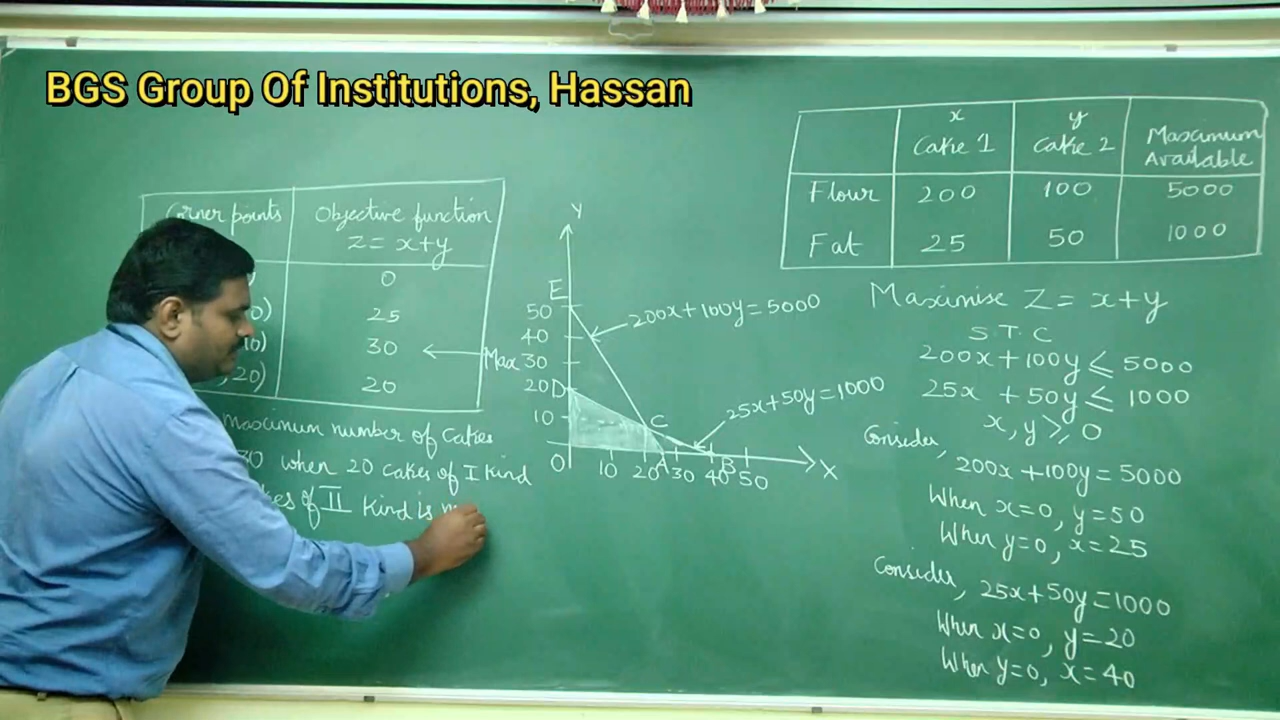 BGS Group Of Institutions, Hassan
Corner points Objective function
Z = x+y
0
0) 25
10) 30 ← Max
,20) 20
maximum number of Cakes
30 when 20 cakes of I kind
of II kind is
Y
E
50
40
30
20 D
10
O 10 20 A 30 40 B 50 X
C
200x+100y=5000
25x+50y=1000
x y Maximum
Cake 1 Cake 2 Available
Flour 200 100 5000
Fat 25 50 1000
Maximise Z = x+y
S.T.C
200x+100y ≤ 5000
25x +50y ≤ 1000
x, y ≥ 0
Consider,
200x+100y=5000
When x=0, y=50
When y=0, x=25
Consider, 25x+50y=1000
When x=0, y=20
When y=0, x=40